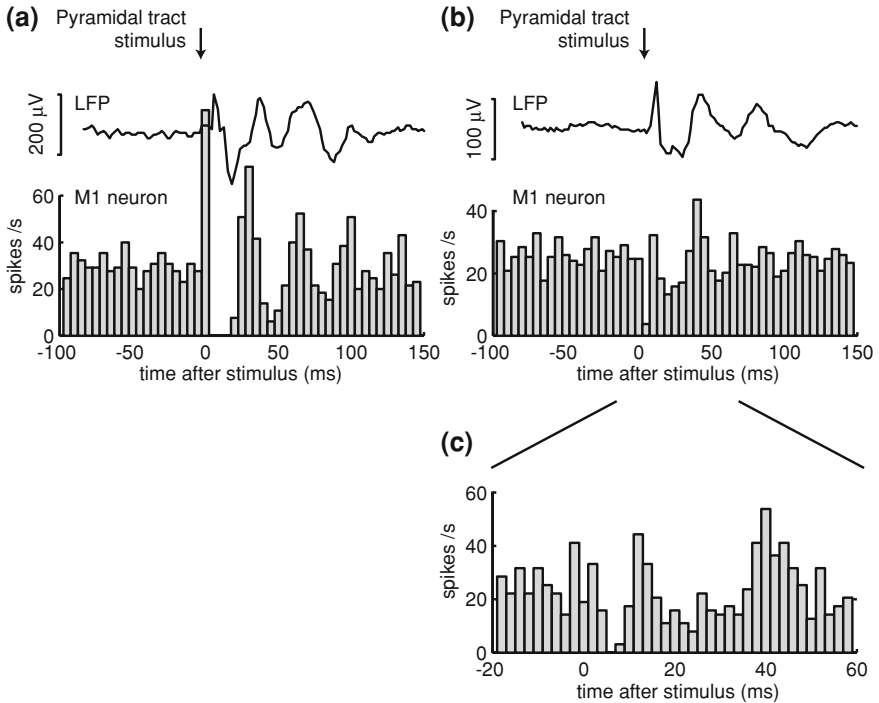 (a)
Pyramidal tract
stimulus
LFP
200 µV
M1 neuron
spikes /s
60
40
20
0
-100
-50
0
50
100
150
time after stimulus (ms)
(b)
Pyramidal tract
stimulus
LFP
100 µV
M1 neuron
spikes /s
40
20
0
-100
-50
0
50
100
150
time after stimulus (ms)
(c)
spikes /s
60
40
20
0
-20
0
20
40
60
time after stimulus (ms)